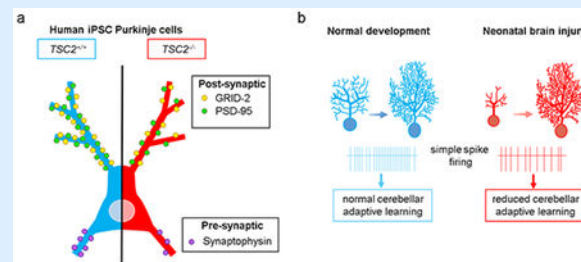 a
Human iPSC Purkinje cells
TSC2+/+
TSC2-/-
Post-synaptic
GRID-2
PSD-95
Pre-synaptic
Synaptophysin
b
Normal development
Neonatal brain injur
simple spike
firing
normal cerebellar
adaptive learning
reduced cerebellar
adaptive learning